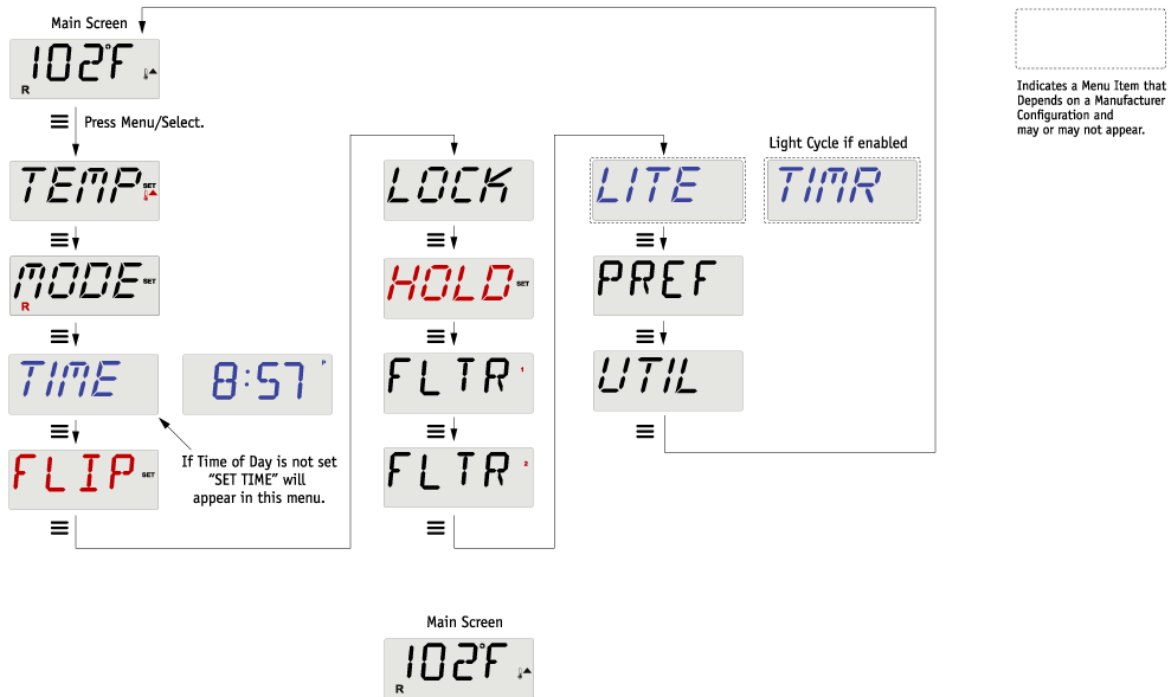 Main Screen
102°F
R
Press Menu/Select.
TEMP SET
MODE SET
R
TIME
8:57 P
If Time of Day is not set
“SET TIME” will
appear in this menu.
FLIP SET
LOCK
HOLD SET
FLTR 1
FLTR 2
LITE
Light Cycle if enabled
TIMR
PREF
UTIL
Indicates a Menu Item that
Depends on a Manufacturer
Configuration and
may or may not appear.
Main Screen
102°F
R